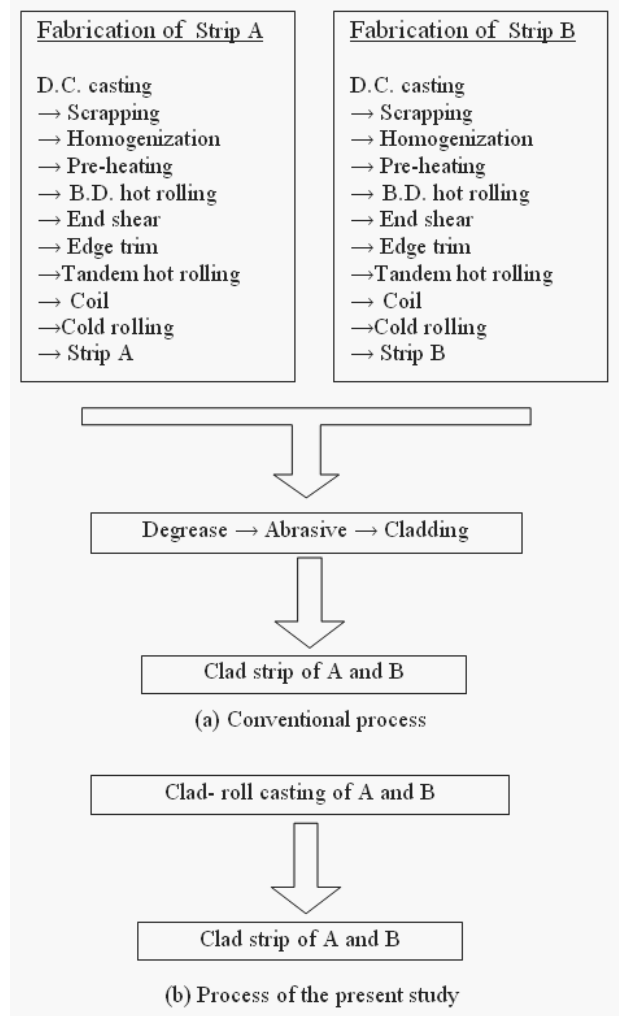 Fabrication of Strip A
D.C. casting
→ Scrapping
→ Homogenization
→ Pre-heating
→ B.D. hot rolling
→ End shear
→ Edge trim
→Tandem hot rolling
→ Coil
→Cold rolling
→ Strip A
Fabrication of Strip B
D.C. casting
→ Scrapping
→ Homogenization
→ Pre-heating
→ B.D. hot rolling
→ End shear
→ Edge trim
→Tandem hot rolling
→ Coil
→Cold rolling
→ Strip B
Degrease → Abrasive → Cladding
Clad strip of A and B
(a) Conventional process
Clad- roll casting of A and B
Clad strip of A and B
(b) Process of the present study